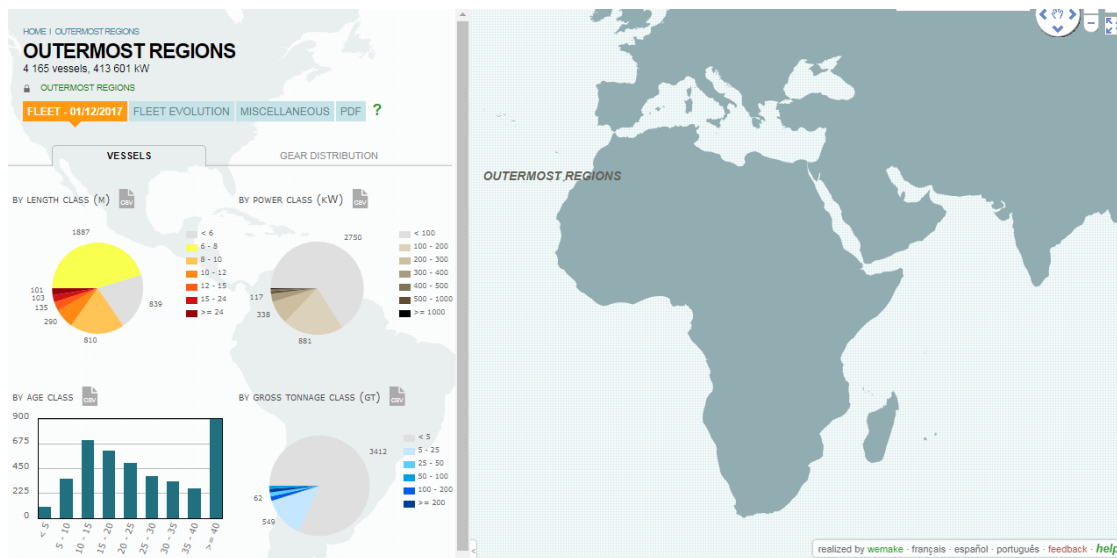 HOME | OUTERMOST REGIONS
OUTERMOST REGIONS
4 165 vessels, 413 601 kW
OUTERMOST REGIONS
FLEET - 01/12/2017 FLEET EVOLUTION MISCELLANEOUS PDF ?
VESSELS GEAR DISTRIBUTION
BY LENGTH CLASS (M) CSV
1887
839
810
290
135
103
101
< 6
6 - 8
8 - 10
10 - 12
12 - 15
15 - 24
>= 24
BY POWER CLASS (KW) CSV
2750
881
338
117
< 100
100 - 200
200 - 300
300 - 400
400 - 500
500 - 1000
>= 1000
BY AGE CLASS CSV
900
675
450
225
0
< 5
5 - 10
10 - 15
15 - 20
20 - 25
25 - 30
30 - 35
35 - 40
>= 40
BY GROSS TONNAGE CLASS (GT) CSV
3412
549
62
< 5
5 - 25
25 - 50
50 - 100
100 - 200
>= 200
OUTERMOST REGIONS
realized by wemake · français · español · português · feedback · help